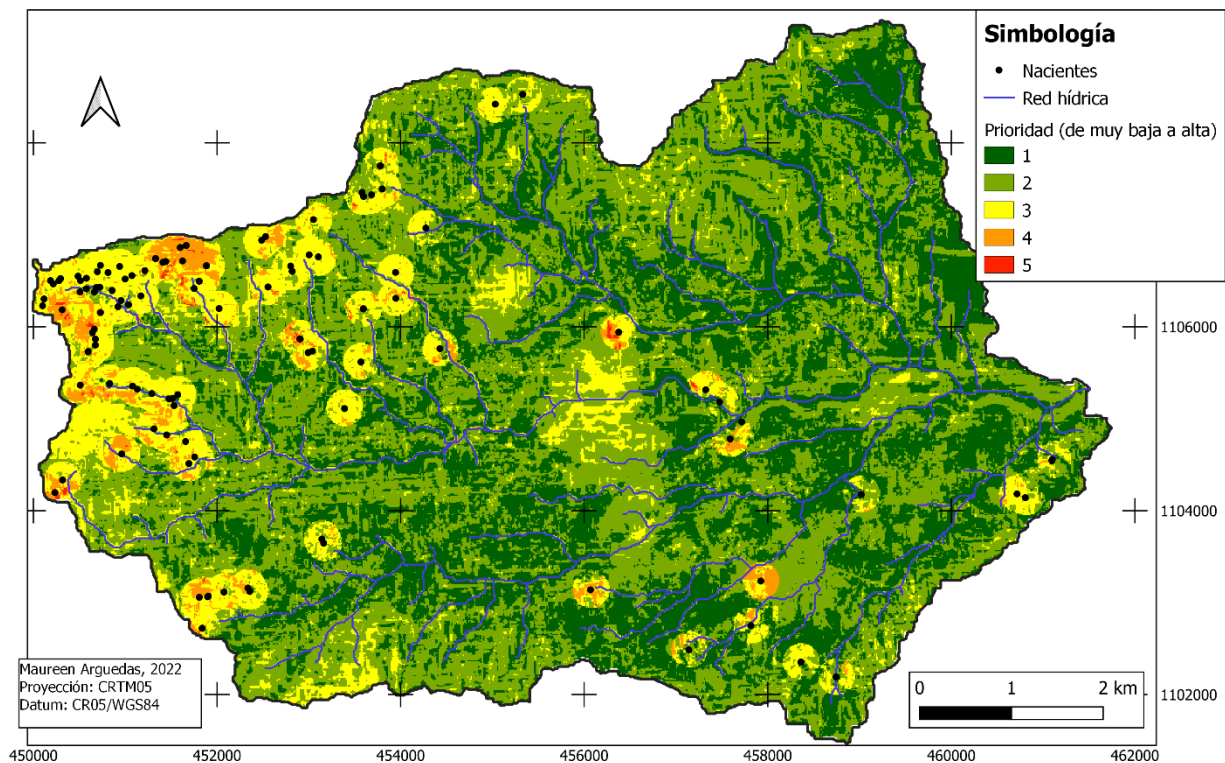 Simbología
Nacientes
Red hídrica
Prioridad (de muy baja a alta)
1
2
3
4
5
1106000
1104000
1102000
Maureen Arguedas, 2022
Proyección: CRTM05
Datum: CR05/WGS84
0 1 2 km
450000 452000 454000 456000 458000 460000 462000